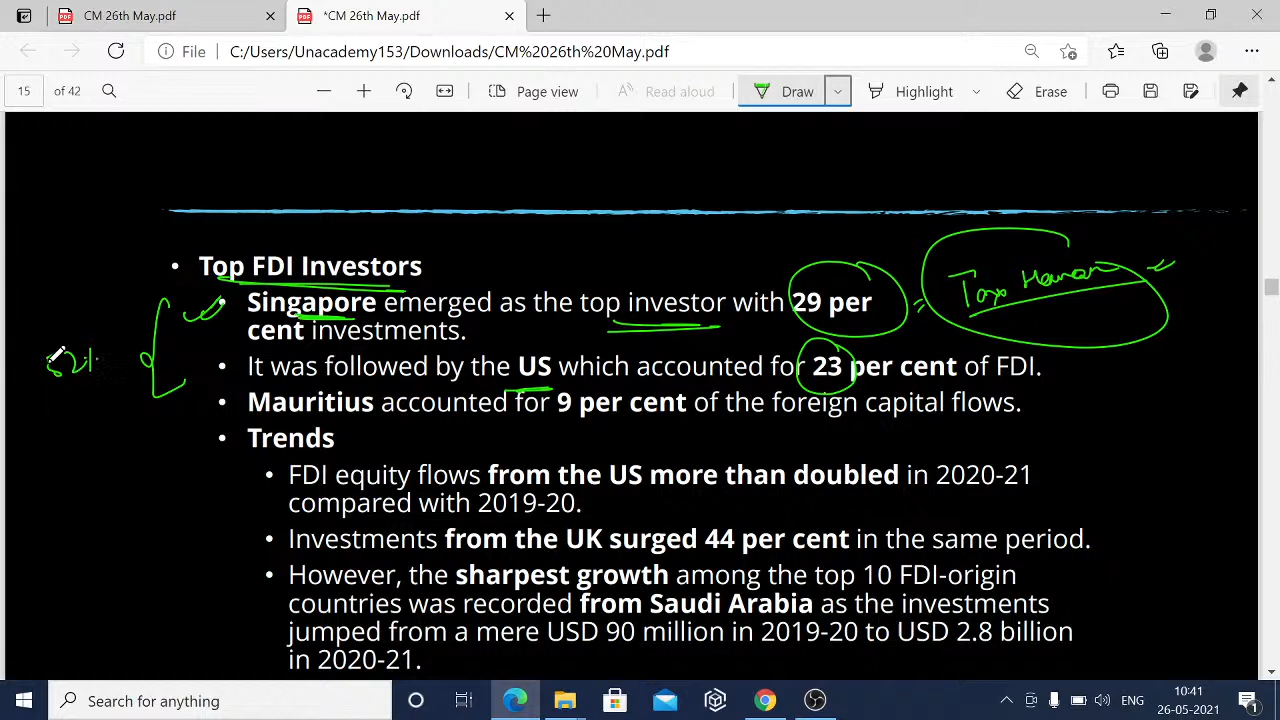 CM 26th May.pdf
*CM 26th May.pdf
File C:/Users/Unacademy153/Downloads/CM%2026th%20May.pdf
15 of 42 Page view Read aloud Draw Highlight Erase
• Top FDI Investors
• Singapore emerged as the top investor with 29 per
cent investments.
Tax Haven
• It was followed by the US which accounted for 23 per cent of FDI.
• Mauritius accounted for 9 per cent of the foreign capital flows.
• Trends
• FDI equity flows from the US more than doubled in 2020-21
compared with 2019-20.
• Investments from the UK surged 44 per cent in the same period.
• However, the sharpest growth among the top 10 FDI-origin
countries was recorded from Saudi Arabia as the investments
jumped from a mere USD 90 million in 2019-20 to USD 2.8 billion
in 2020-21.
Search for anything
ENG
10:41
26-05-2021
1